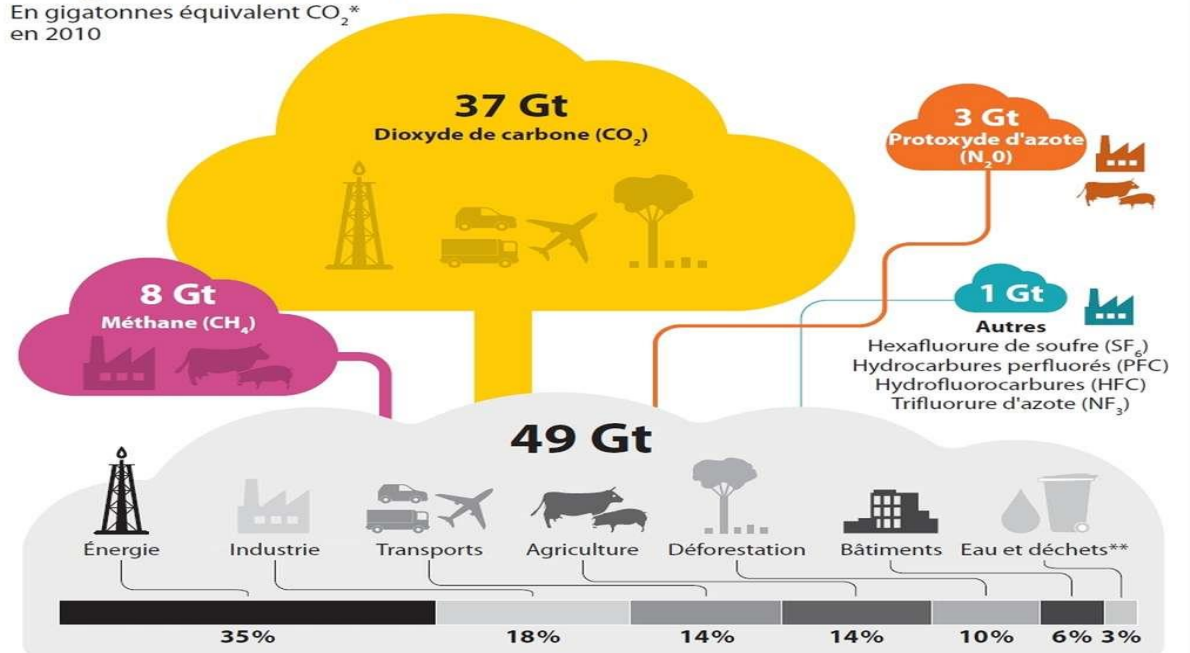 En gigatonnes équivalent CO₂*
en 2010
37 Gt
Dioxyde de carbone (CO₂)
3 Gt
Protoxyde d'azote
(N₂0)
8 Gt
Méthane (CH₄)
1 Gt
Autres
Hexafluorure de soufre (SF₆)
Hydrocarbures perfluorés (PFC)
Hydrofluorocarbures (HFC)
Trifluorure d'azote (NF₃)
49 Gt
Énergie Industrie Transports Agriculture Déforestation Bâtiments Eau et déchets**
35% 18% 14% 14% 10% 6% 3%